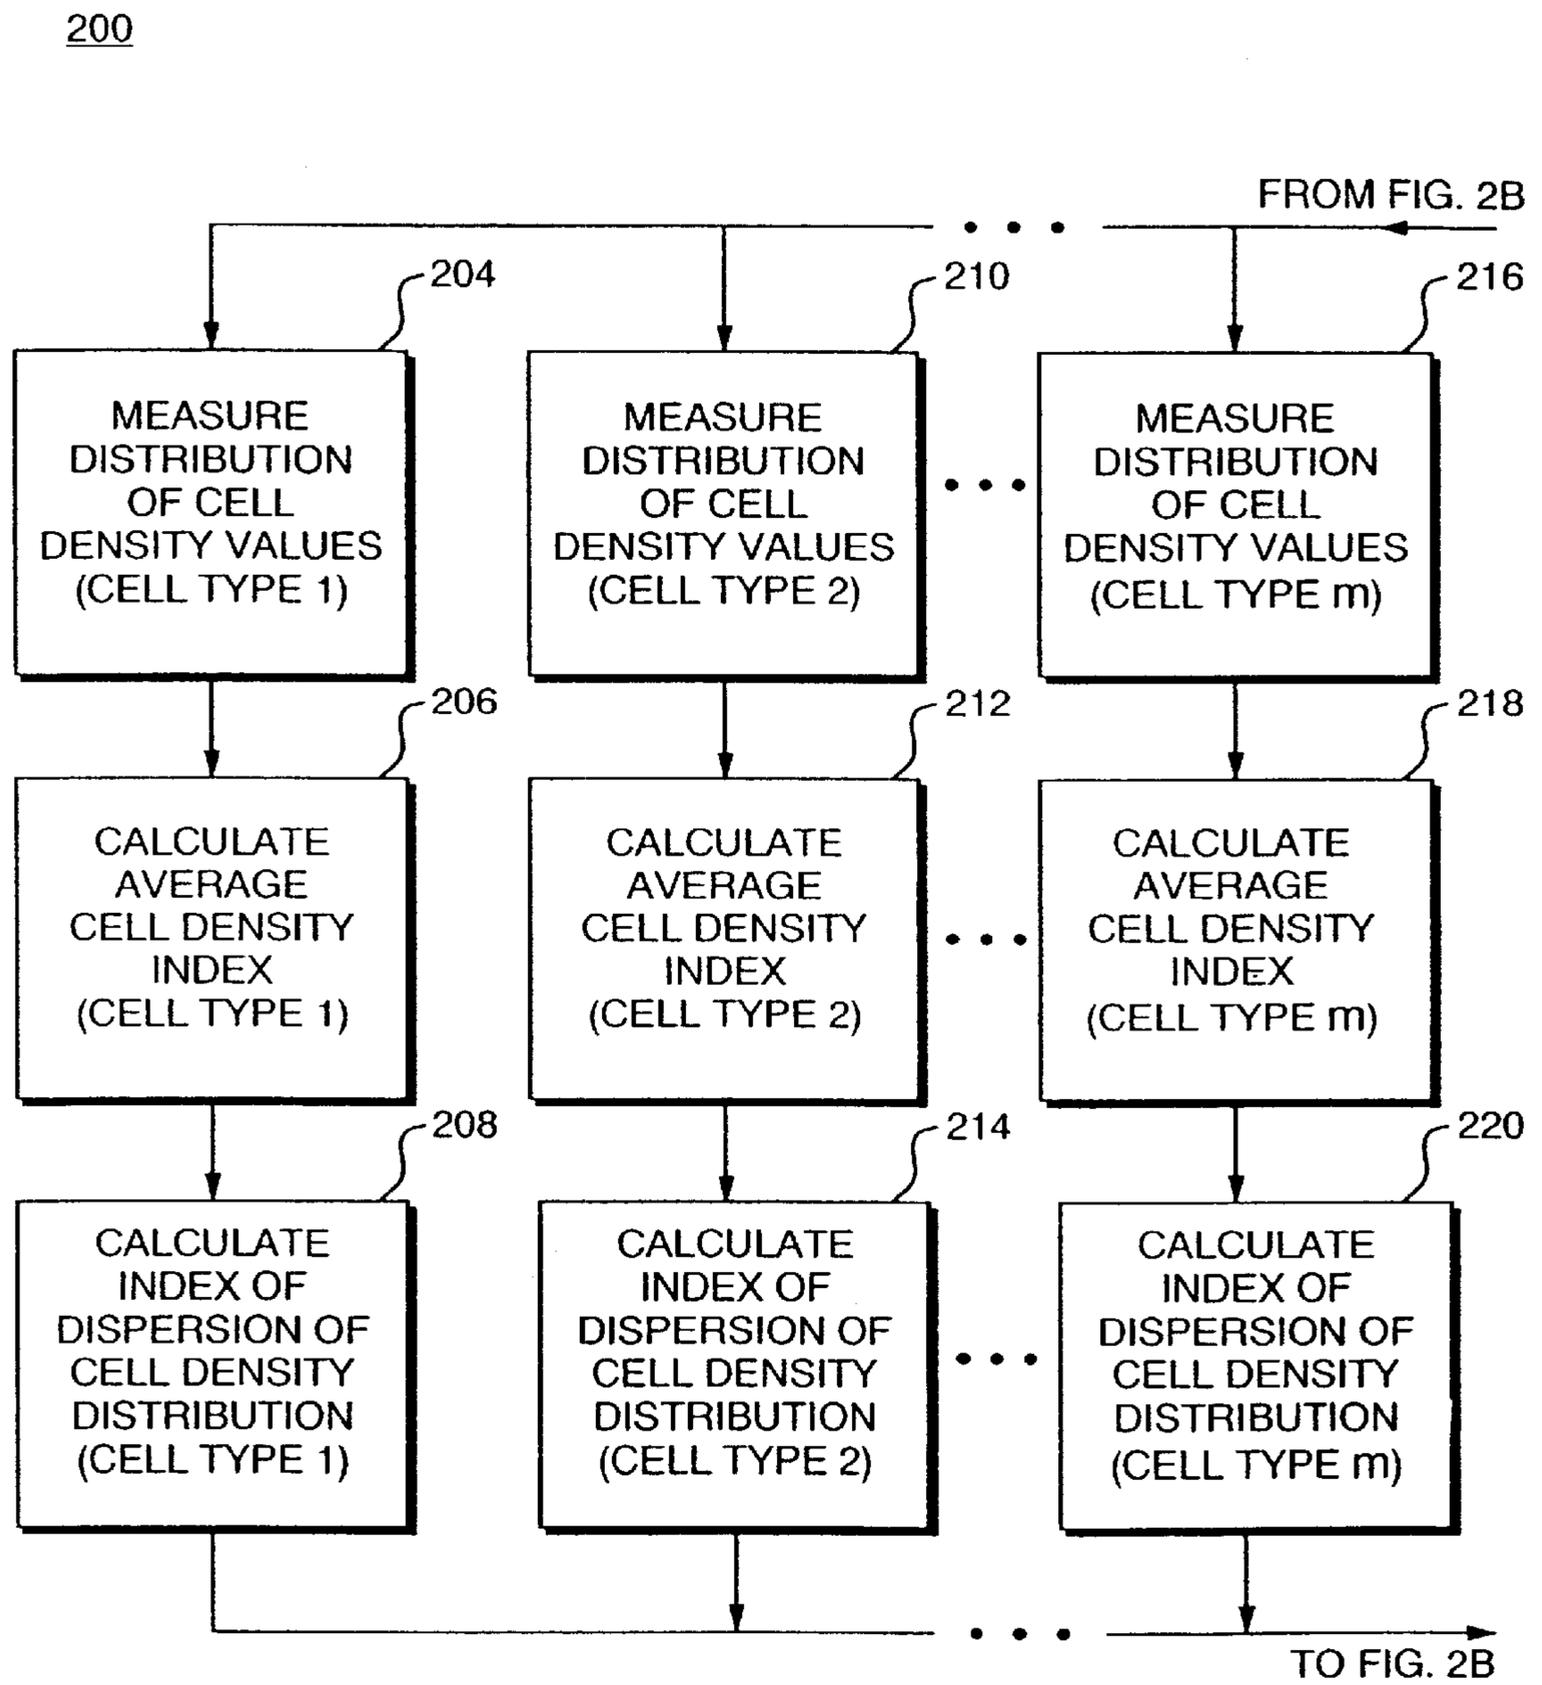 200
FROM FIG. 2B
204
210
216
MEASURE
DISTRIBUTION
OF CELL
DENSITY VALUES
(CELL TYPE 1)
MEASURE
DISTRIBUTION
OF CELL
DENSITY VALUES
(CELL TYPE 2)
MEASURE
DISTRIBUTION
OF CELL
DENSITY VALUES
(CELL TYPE m)
206
212
218
CALCULATE
AVERAGE
CELL DENSITY
INDEX
(CELL TYPE 1)
CALCULATE
AVERAGE
CELL DENSITY
INDEX
(CELL TYPE 2)
CALCULATE
AVERAGE
CELL DENSITY
INDEX
(CELL TYPE m)
208
214
220
CALCULATE
INDEX OF
DISPERSION OF
CELL DENSITY
DISTRIBUTION
(CELL TYPE 1)
CALCULATE
INDEX OF
DISPERSION OF
CELL DENSITY
DISTRIBUTION
(CELL TYPE 2)
CALCULATE
INDEX OF
DISPERSION OF
CELL DENSITY
DISTRIBUTION
(CELL TYPE m)
TO FIG. 2B